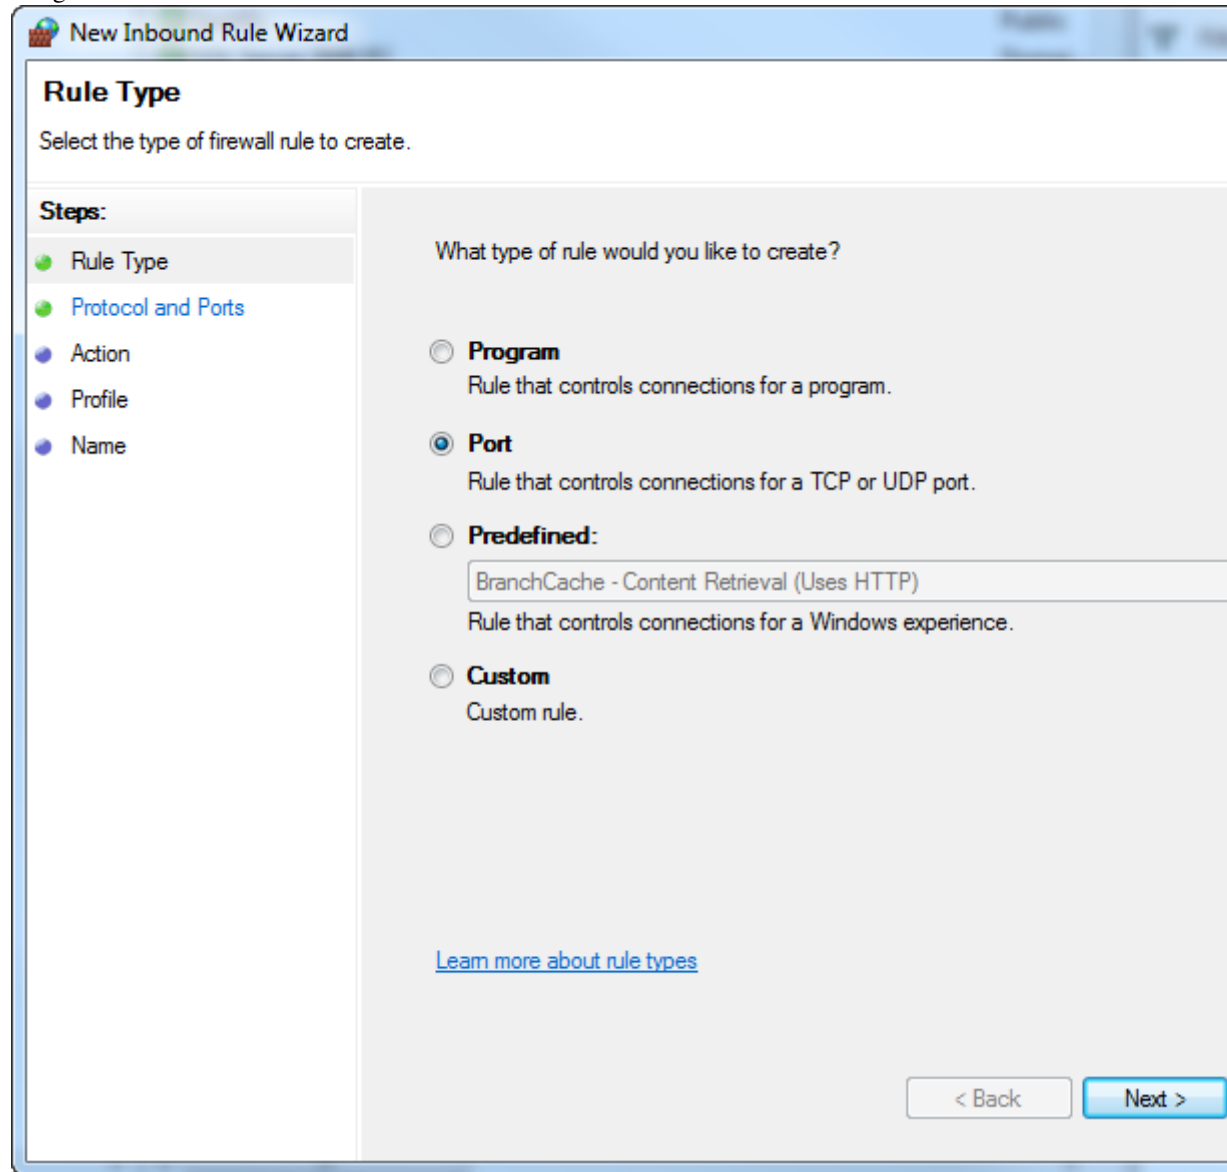 New Inbound Rule Wizard
Rule Type
Select the type of firewall rule to create.
Steps:
Rule Type
Protocol and Ports
Action
Profile
Name
What type of rule would you like to create?
Program
Rule that controls connections for a program.
Port
Rule that controls connections for a TCP or UDP port.
Predefined:
BranchCache - Content Retrieval (Uses HTTP)
Rule that controls connections for a Windows experience.
Custom
Custom rule.
Learn more about rule types
< Back
Next >